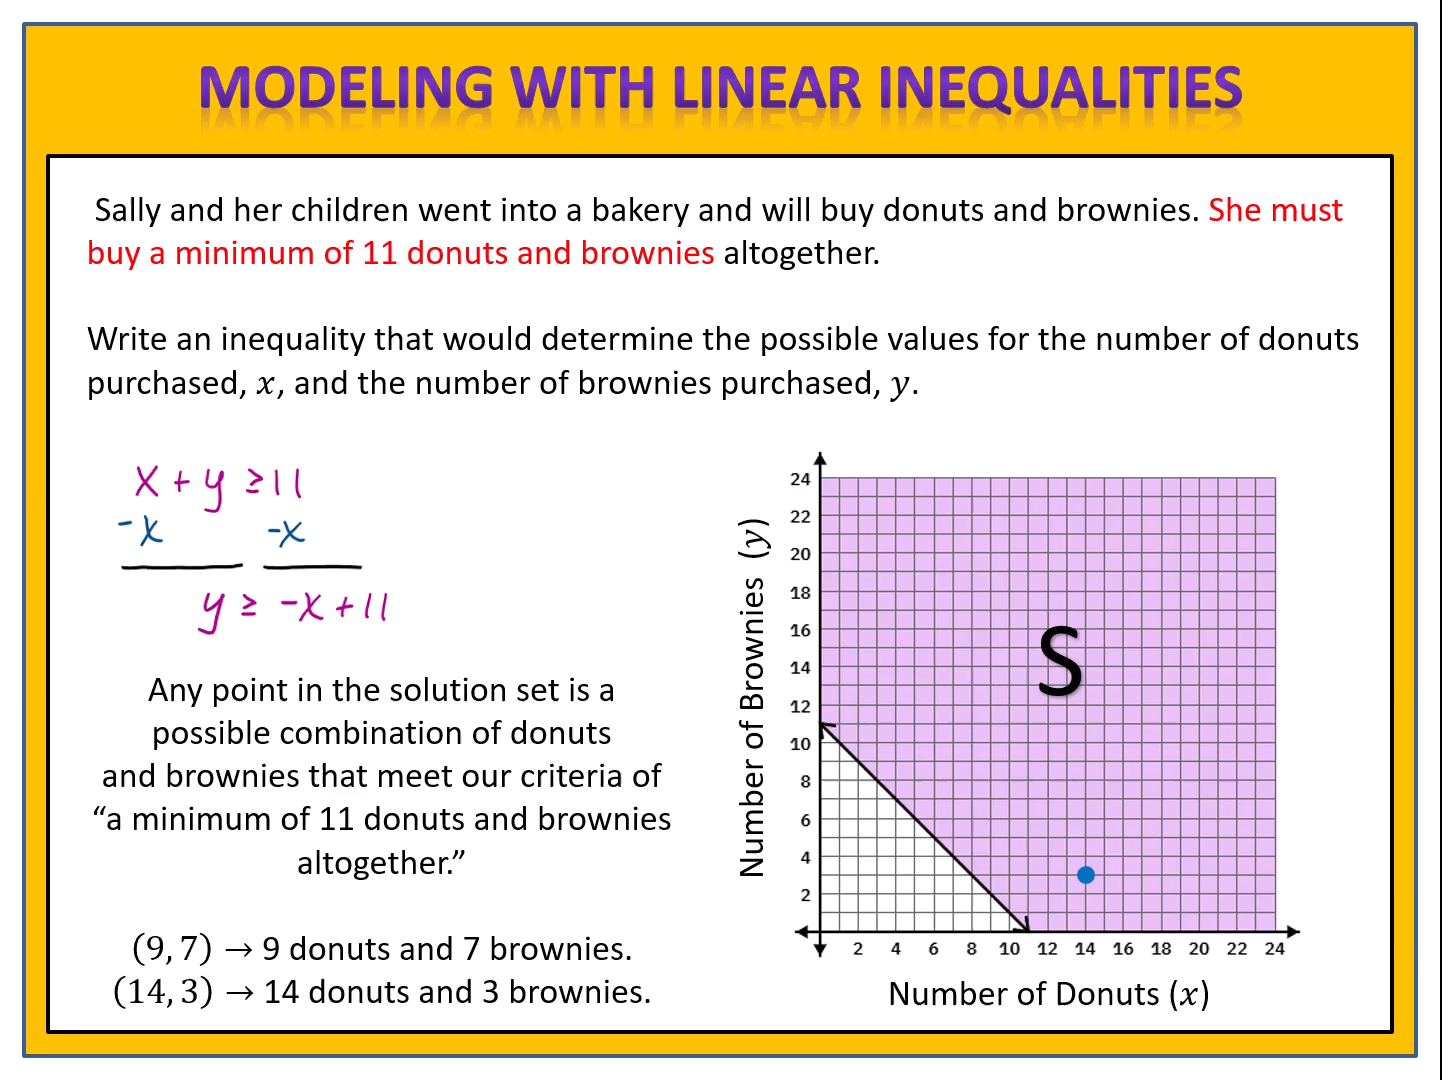 MODELING WITH LINEAR INEQUALITIES
Sally and her children went into a bakery and will buy donuts and brownies. She must
buy a minimum of 11 donuts and brownies altogether.
Write an inequality that would determine the possible values for the number of donuts
purchased, x, and the number of brownies purchased, y.
x + y ≥ 11
-x -x
y ≥ -x + 11
Any point in the solution set is a
possible combination of donuts
and brownies that meet our criteria of
“a minimum of 11 donuts and brownies
altogether.”
(9, 7) → 9 donuts and 7 brownies.
(14, 3) → 14 donuts and 3 brownies.
Number of Brownies (y)
24
22
20
18
16
14
12
10
8
6
4
2
S
2 4 6 8 10 12 14 16 18 20 22 24
Number of Donuts (x)